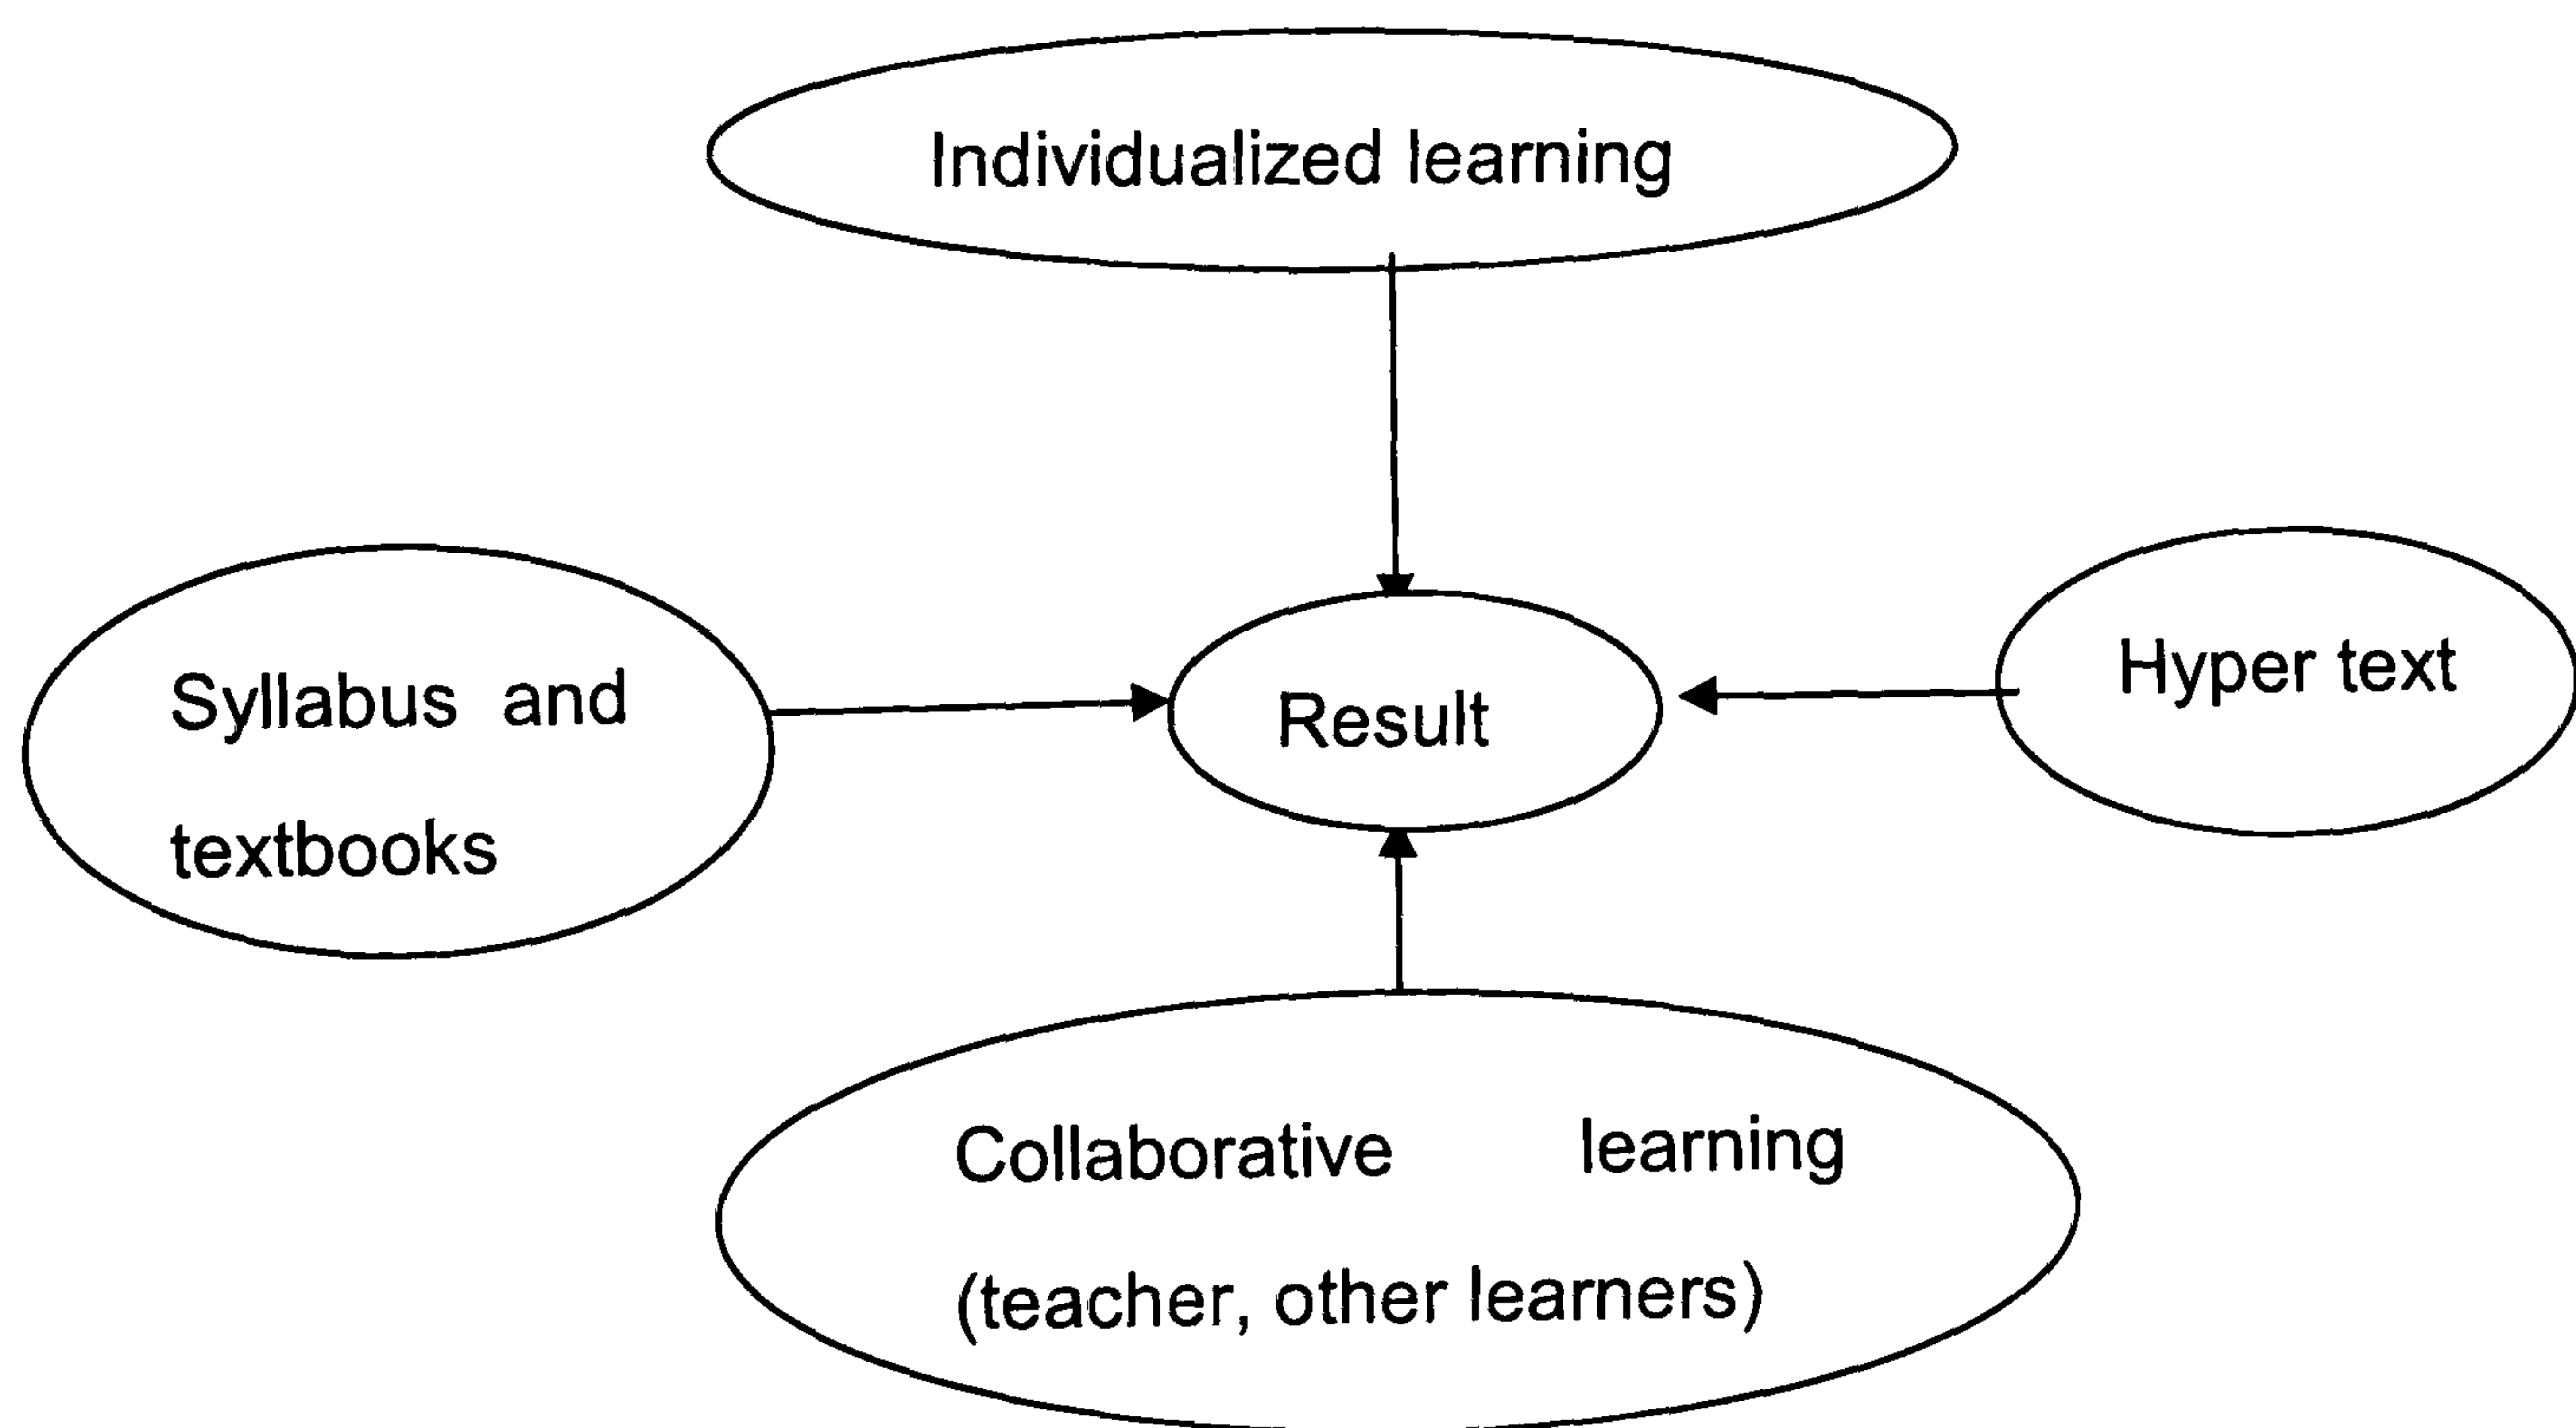 Individualized learning
Syllabus and
textbooks
Result
Hyper text
Collaborative learning
(teacher, other learners)